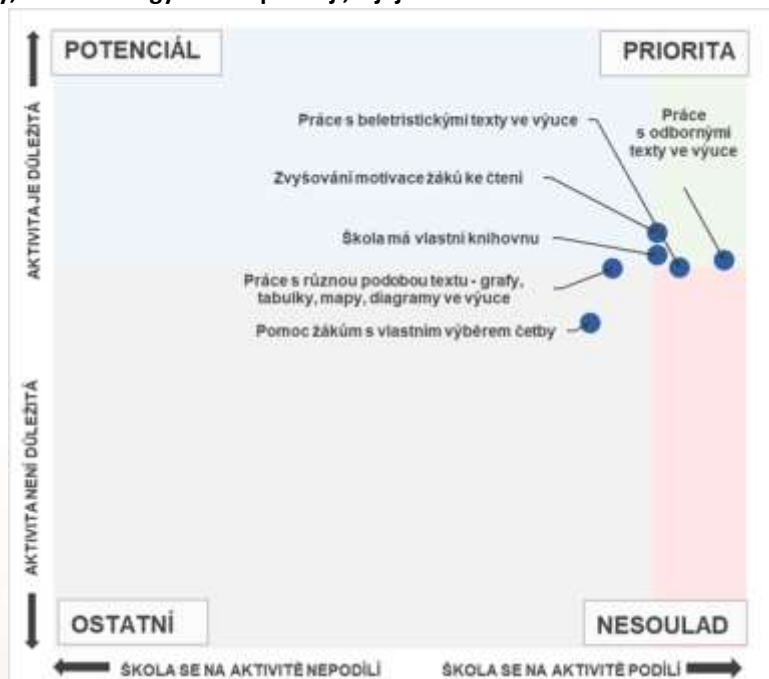 POTENCIÁL
PRIORITA
Práce s beletristickými texty ve výuce
Práce
s odbornými
texty ve výuce
Zvyšování motivace žáků ke čtení
Škola má vlastní knihovnu
Práce s různou podobou textu - grafy,
tabulky, mapy, diagramy ve výuce
Pomoc žákům s vlastním výběrem četby
AKTIVITA JE DŮLEŽITÁ
AKTIVITA NENÍ DŮLEŽITÁ
OSTATNÍ
NESOULAD
ŠKOLA SE NA AKTIVITĚ NEPODÍLÍ
ŠKOLA SE NA AKTIVITĚ PODÍLÍ